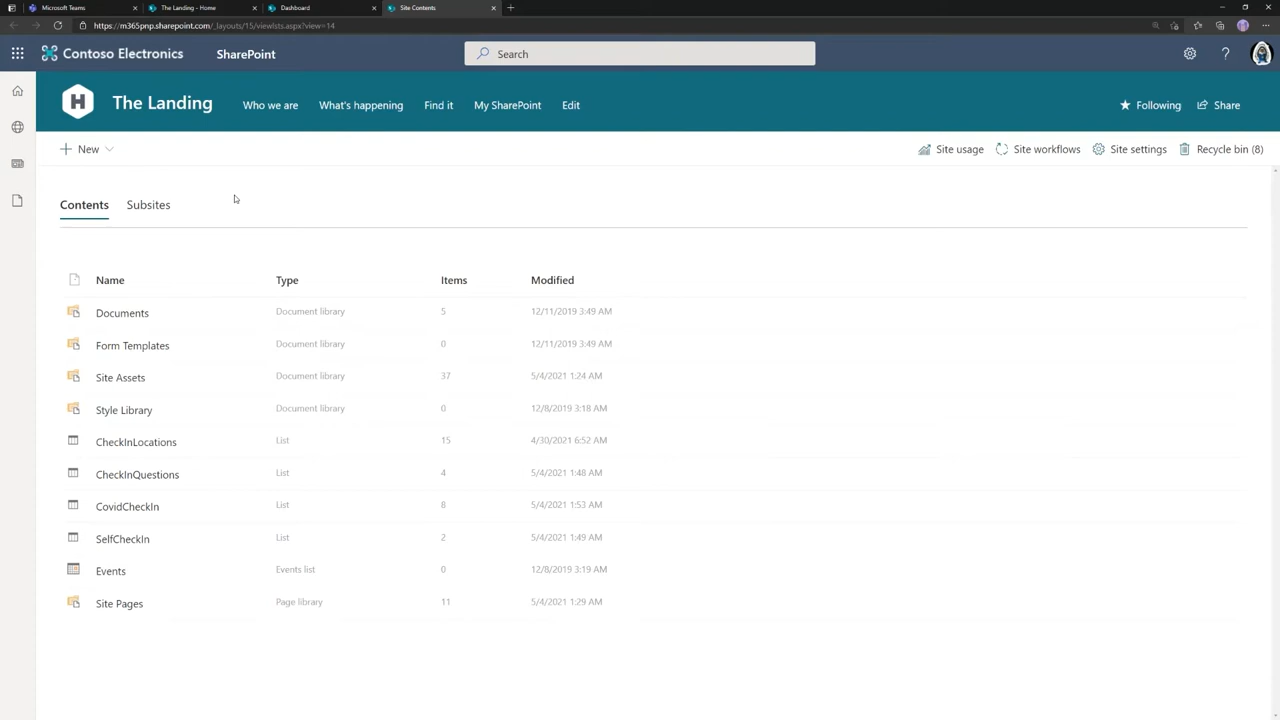 Microsoft Teams
The Landing - Home
Dashboard
Site Contents
https://m365pnp.sharepoint.com/_layouts/15/viewlsts.aspx?view=14
Contoso Electronics
SharePoint
Search
H
The Landing
Who we are
What's happening
Find it
My SharePoint
Edit
Following
Share
New
Site usage
Site workflows
Site settings
Recycle bin (8)
Contents
Subsites
Name Type Items Modified
Documents Document library 5 12/11/2019 3:49 AM
Form Templates Document library 0 12/11/2019 3:49 AM
Site Assets Document library 37 5/4/2021 1:24 AM
Style Library Document library 0 12/8/2019 3:18 AM
CheckInLocations List 15 4/30/2021 6:52 AM
CheckInQuestions List 4 5/4/2021 1:48 AM
CovidCheckIn List 8 5/4/2021 1:53 AM
SelfCheckIn List 2 5/4/2021 1:49 AM
Events Events list 0 12/8/2019 3:19 AM
Site Pages Page library 11 5/4/2021 1:29 AM